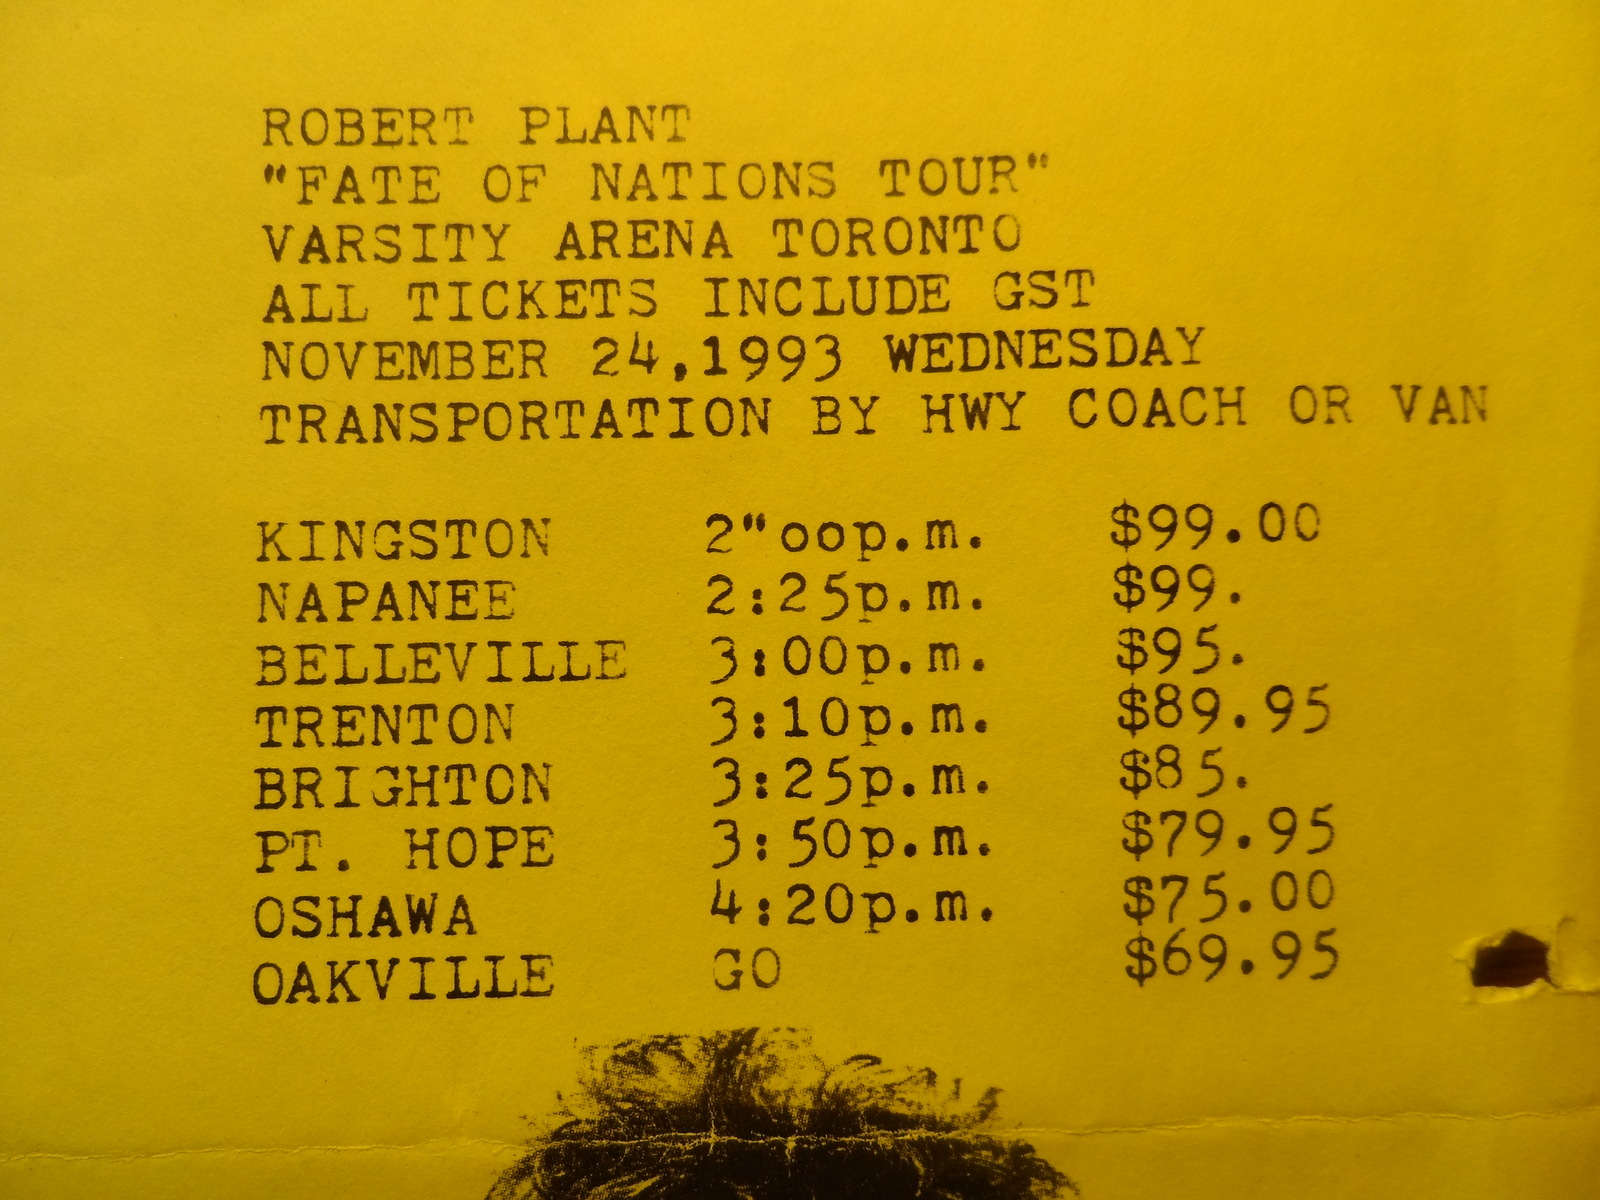 ROBERT PLANT
"FATE OF NATIONS TOUR"
VARSITY ARENA TORONTO
ALL TICKETS INCLUDE GST
NOVEMBER 24,1993 WEDNESDAY
TRANSPORTATION BY HWY COACH OR VAN
KINGSTON 2"oop.m. $99.00
NAPANEE 2:25p.m. $99.
BELLEVILLE 3:00p.m. $95.
TRENTON 3:10p.m. $89.95
BRIGHTON 3:25p.m. $85.
PT. HOPE 3:50p.m. $79.95
OSHAWA 4:20p.m. $75.00
OAKVILLE GO $69.95